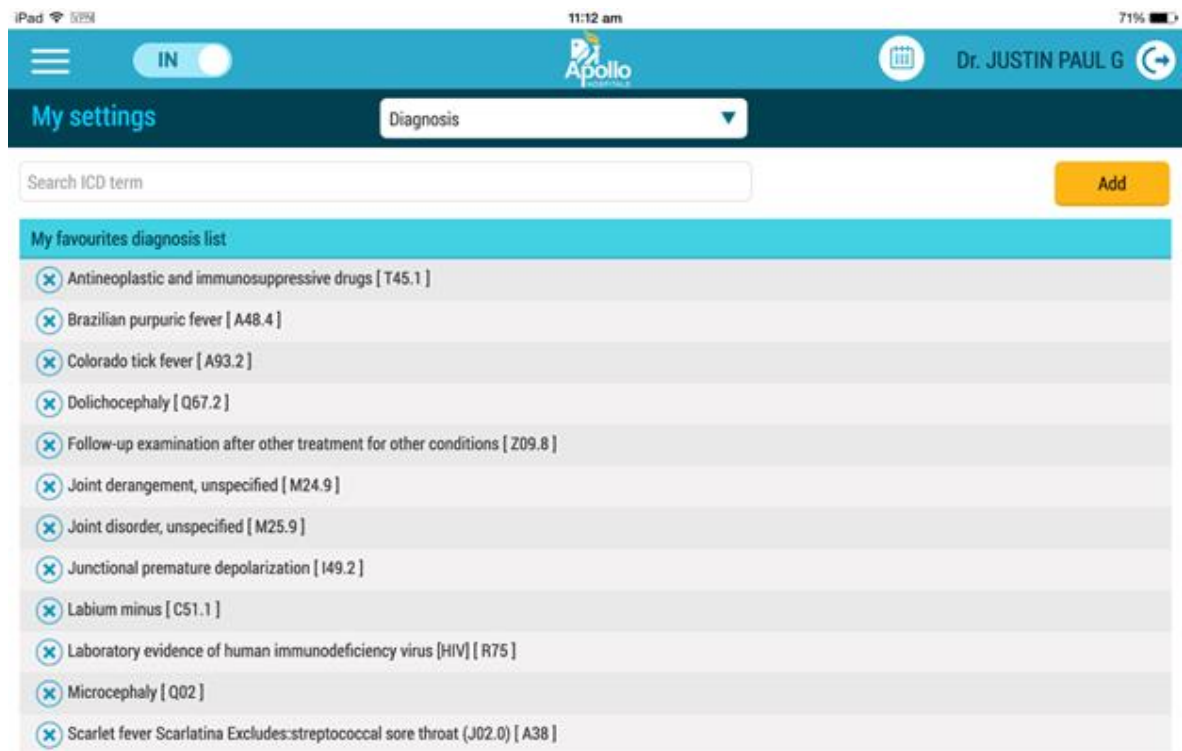 iPad VPN 11:12 am 71%
IN Apollo HOSPITALS Dr. JUSTIN PAUL G
My settings Diagnosis
Search ICD term Add
My favourites diagnosis list
Antineoplastic and immunosuppressive drugs [ T45.1 ]
Brazilian purpuric fever [ A48.4 ]
Colorado tick fever [ A93.2 ]
Dolichocephaly [ Q67.2 ]
Follow-up examination after other treatment for other conditions [ Z09.8 ]
Joint derangement, unspecified [ M24.9 ]
Joint disorder, unspecified [ M25.9 ]
Junctional premature depolarization [ I49.2 ]
Labium minus [ C51.1 ]
Laboratory evidence of human immunodeficiency virus [HIV] [ R75 ]
Microcephaly [ Q02 ]
Scarlet fever Scarlatina Excludes:streptococcal sore throat (J02.0) [ A38 ]